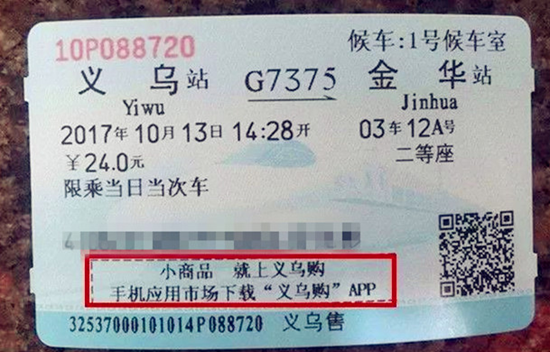 10P088720 候车:1号候车室
义乌站 G7375 金华站
Yiwu Jinhua
2017年10月13日14:28开 03车12A号
￥24.0元 二等座
限乘当日当次车
小商品 就上义乌购
手机应用市场下载“义乌购”APP
32537000101014P088720 义乌售